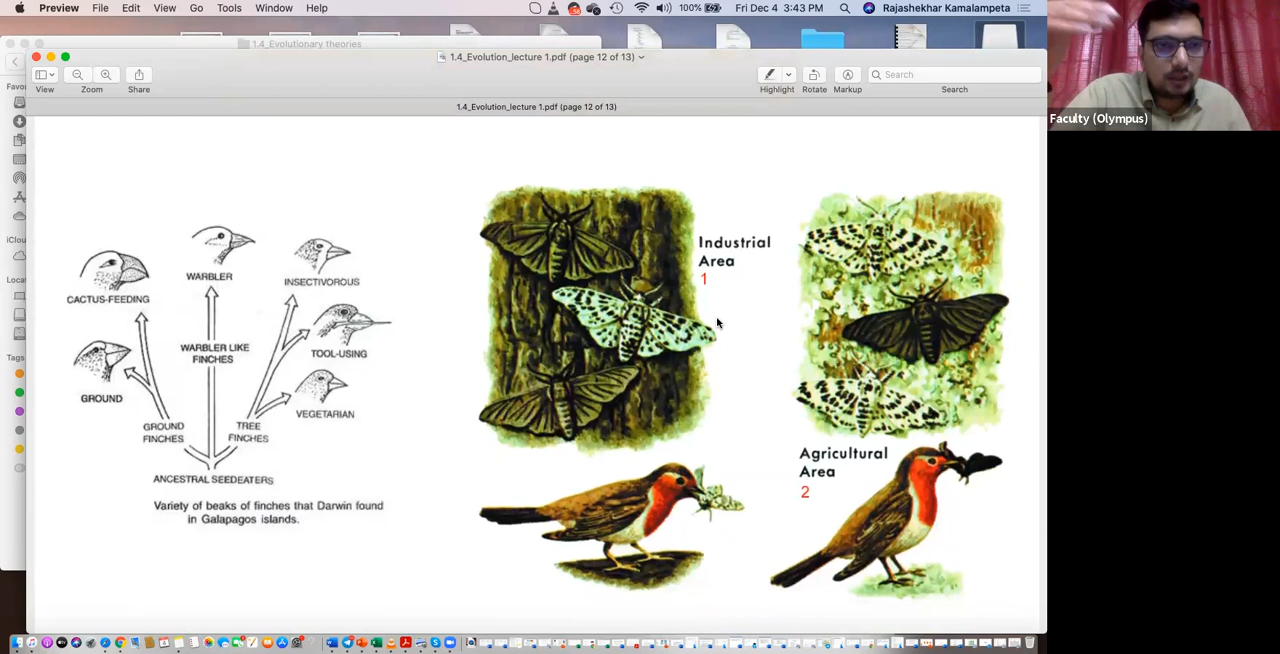 Preview File Edit View Go Tools Window Help
100% Fri Dec 4 3:43 PM Rajashekhar Kamalampeta
1.4_Evolutionary theories
1.4_Evolution_lecture 1.pdf (page 12 of 13)
View Zoom Share Highlight Rotate Markup Search
Search
1.4_Evolution_lecture 1.pdf (page 12 of 13)
Favor
iClou
Locat
Tags
Faculty (Olympus)
WARBLER
INSECTIVOROUS
CACTUS-FEEDING
WARBLER LIKE
FINCHES
TOOL-USING
GROUND
VEGETARIAN
GROUND
FINCHES
TREE
FINCHES
ANCESTRAL SEEDEATERS
Variety of beaks of finches that Darwin found
in Galapagos islands.
Industrial
Area
1
Agricultural
Area
2